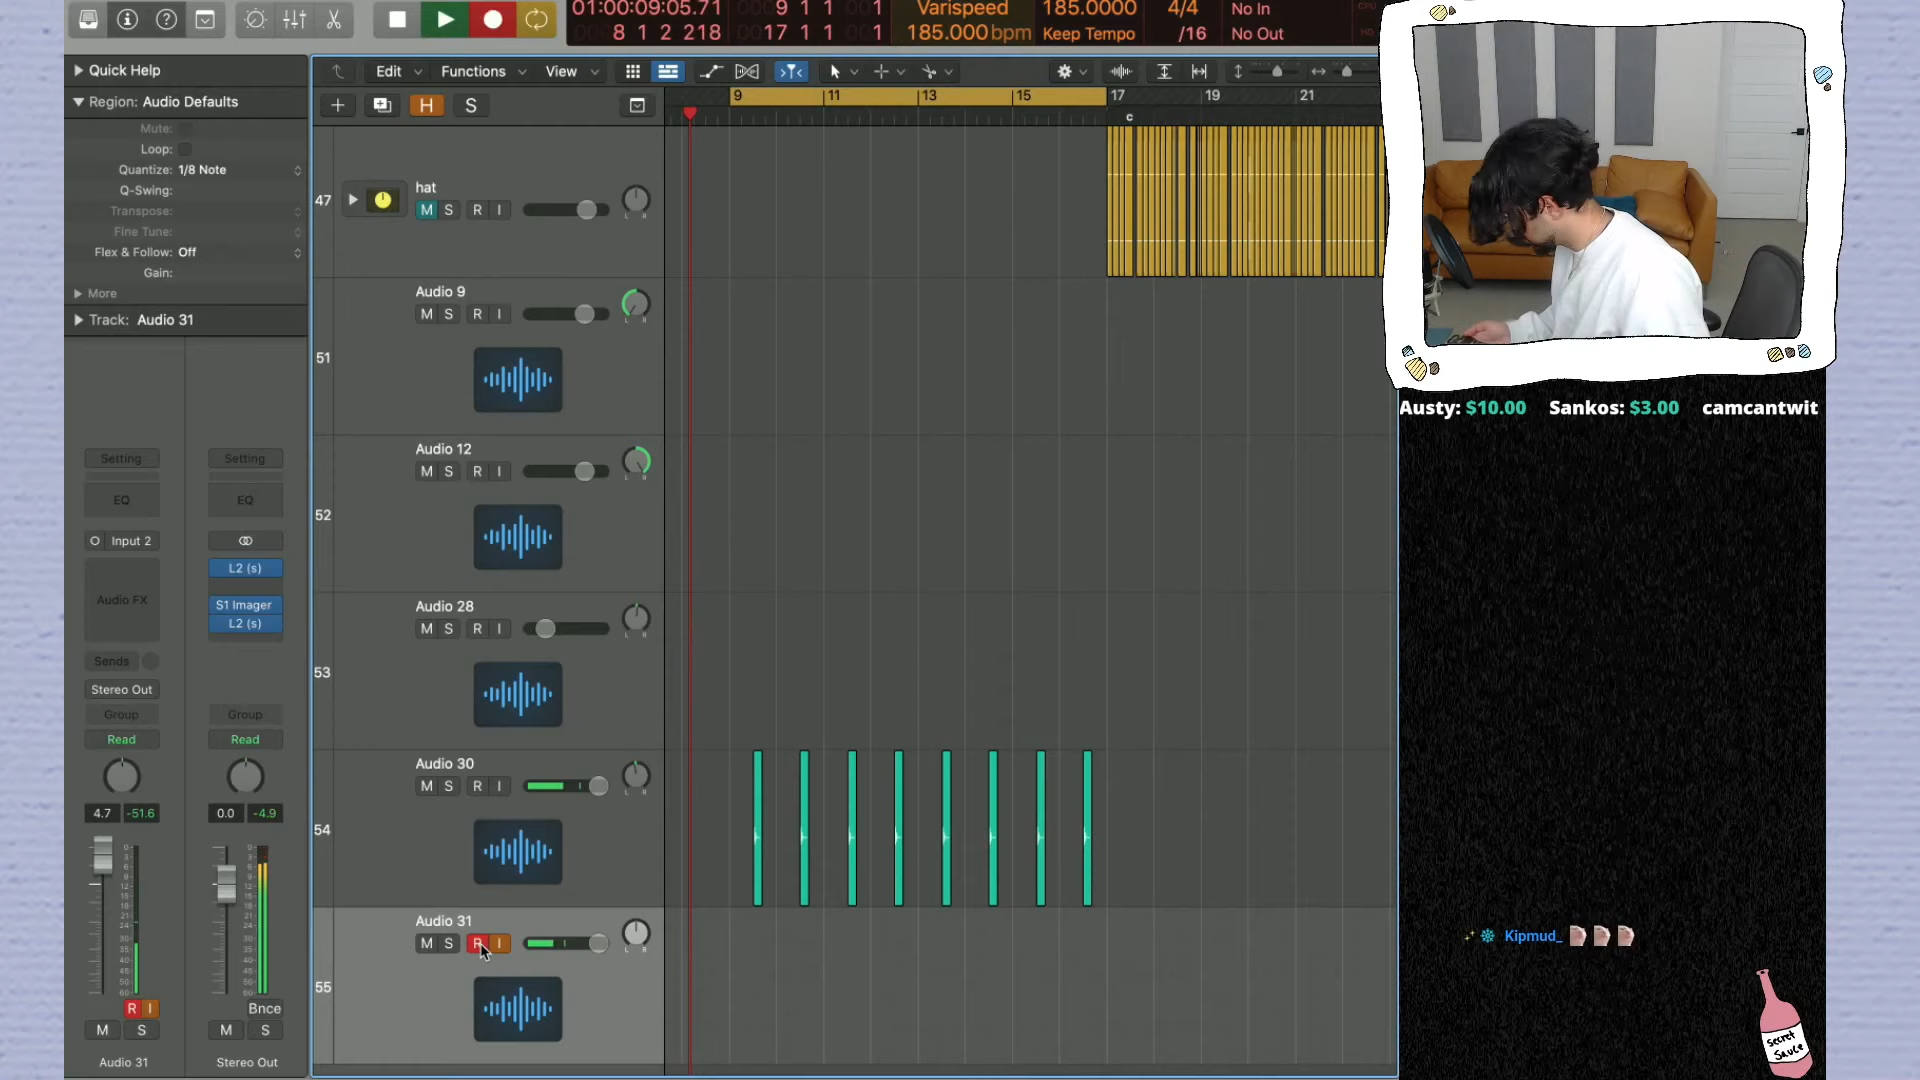 01:00:09:05.71
9 1 1 1
Varispeed
185.0000
4/4
No In
8 1 2 218
17 1 1 1
185.000 bpm
Keep Tempo
/16
No Out
Quick Help
Region: Audio Defaults
Mute:
Loop:
Quantize: 1/8 Note
Q-Swing:
Transpose:
Fine Tune:
Flex & Follow: Off
Gain:
More
Track: Audio 31
Edit
Functions
View
H
S
9
11
13
15
17
19
21
c
47
hat
M S R I
L R
51
Audio 9
M S R I
L R
52
Audio 12
M S R I
L R
53
Audio 28
M S R I
L R
54
Audio 30
M S R I
L R
55
Audio 31
M S R I
L R
Setting
Setting
EQ
EQ
Input 2
L2 (s)
Audio FX
S1 Imager
L2 (s)
Sends
Stereo Out
Group
Group
Read
Read
4.7
-51.6
0.0
-4.9
R I
Bnce
M
S
M
S
Audio 31
Stereo Out
Austy: $10.00 Sankos: $3.00 camcantwit
Kipmud_
secret
sauce